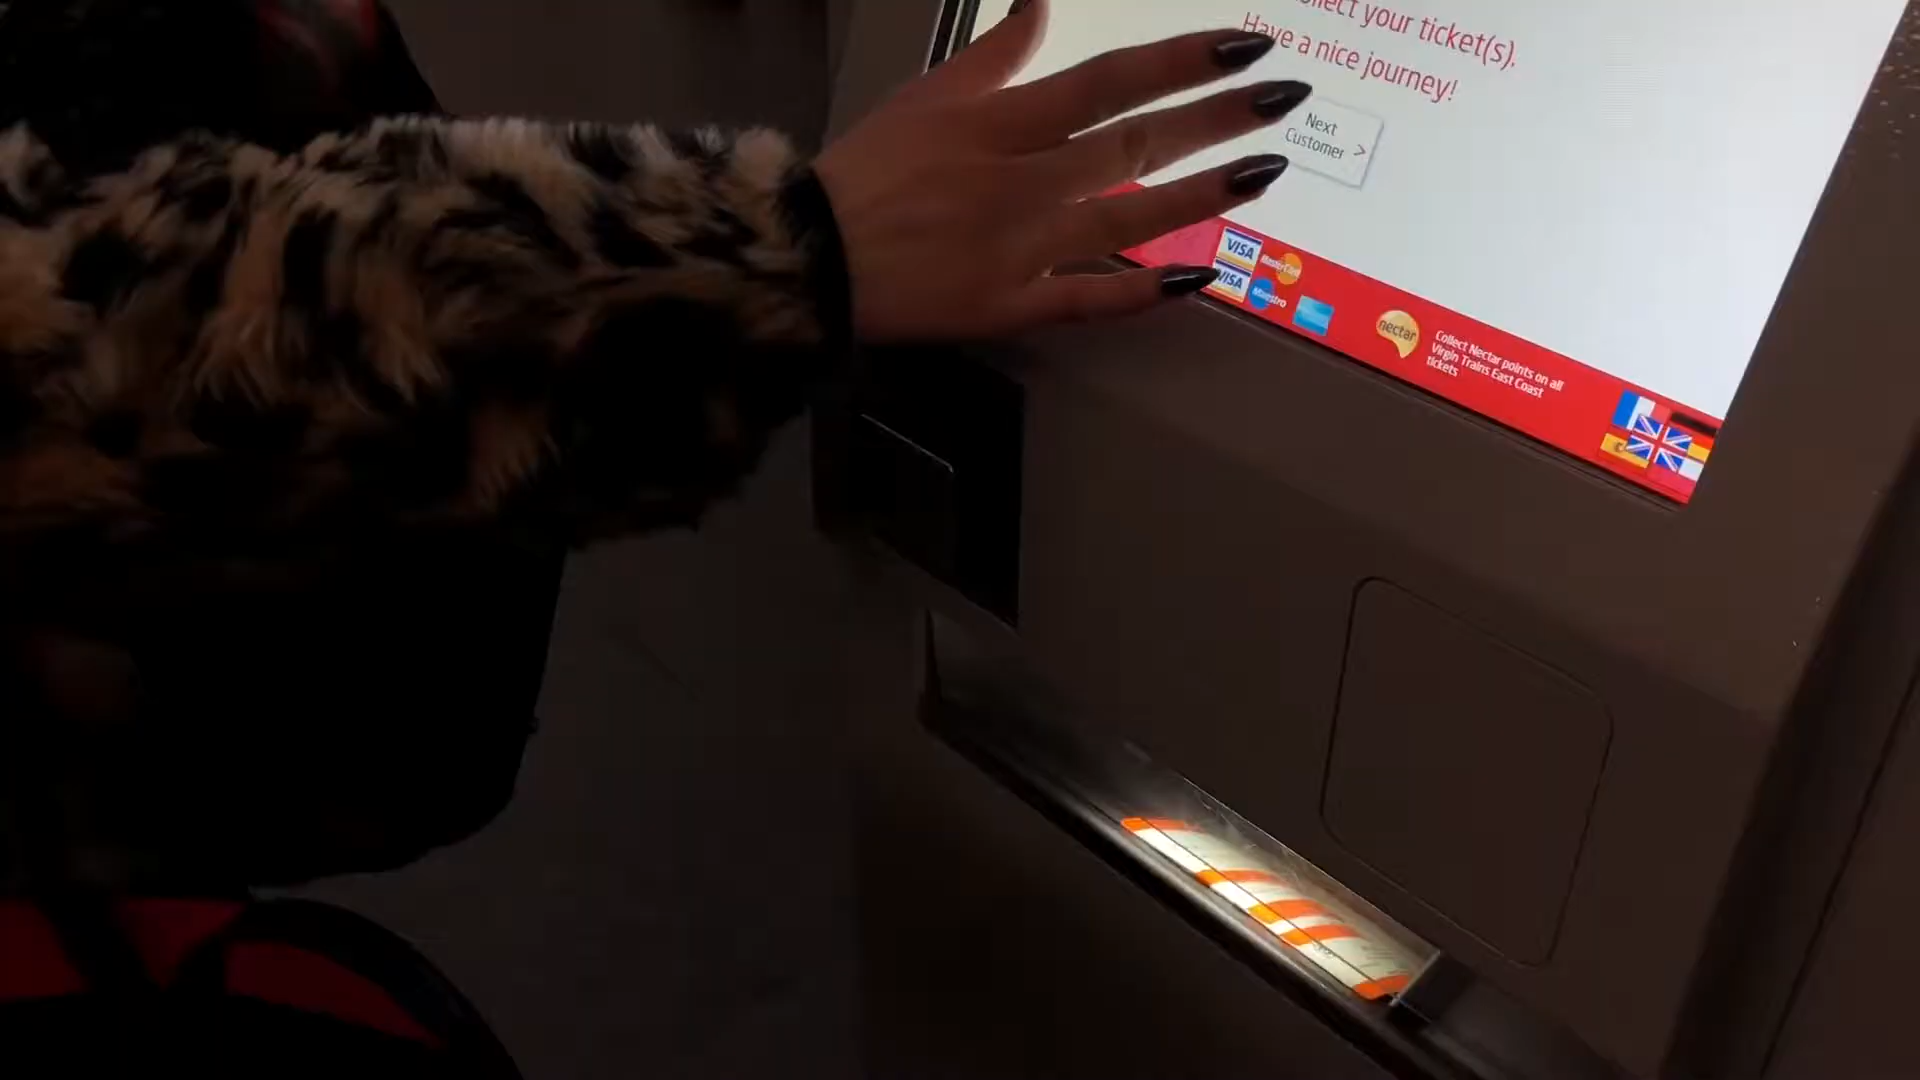 your ticket(s).
Have a nice journey!
Next
Customer >
VISA
MasterCard
VISA
Maestro
nectar
Collect Nectar points on all
Virgin Trains East Coast
tickets